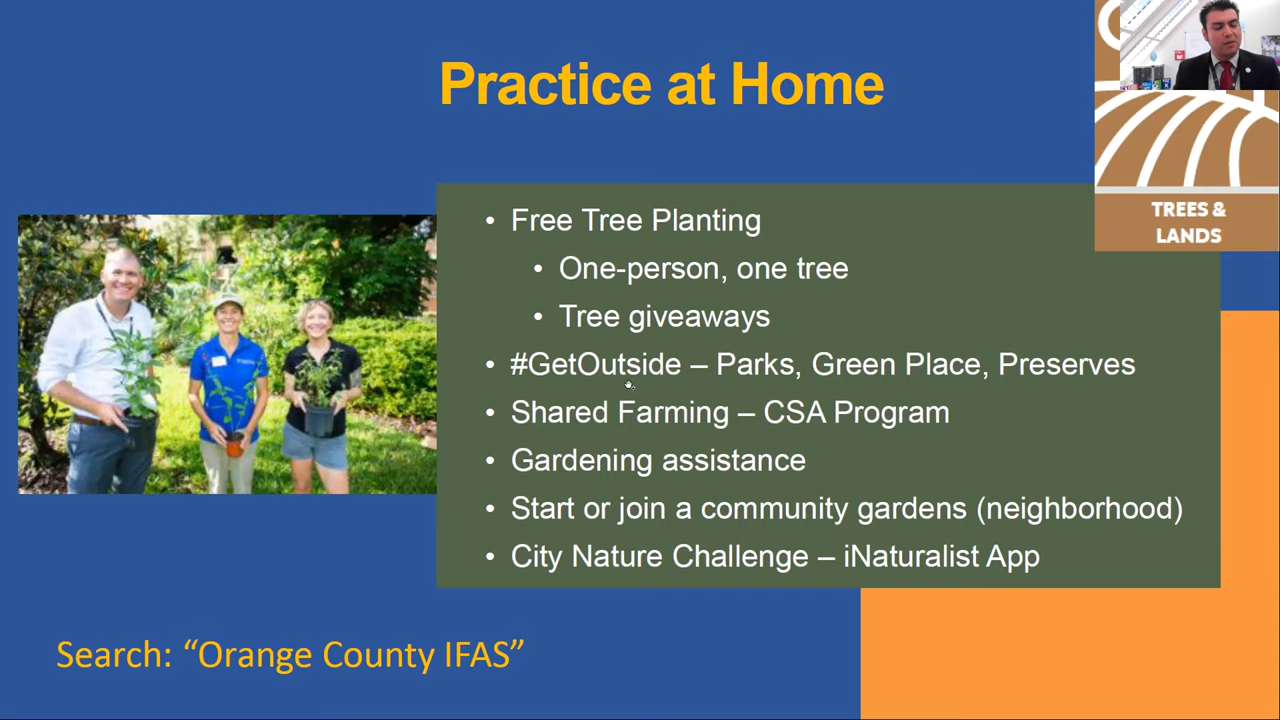 Practice at Home
TREES &
LANDS
• Free Tree Planting
• One-person, one tree
• Tree giveaways
• #GetOutside – Parks, Green Place, Preserves
• Shared Farming – CSA Program
• Gardening assistance
• Start or join a community gardens (neighborhood)
• City Nature Challenge – iNaturalist App
Search: “Orange County IFAS”